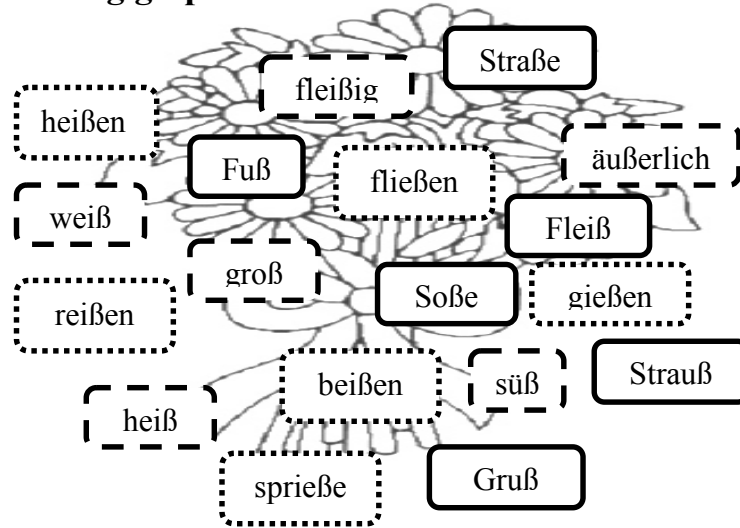 Straße
fleißig
heißen
äußerlich
Fuß
fließen
weiß
Fleiß
groß
Soße
gießen
reißen
Strauß
beißen
süß
heiß
Gruß
sprieße